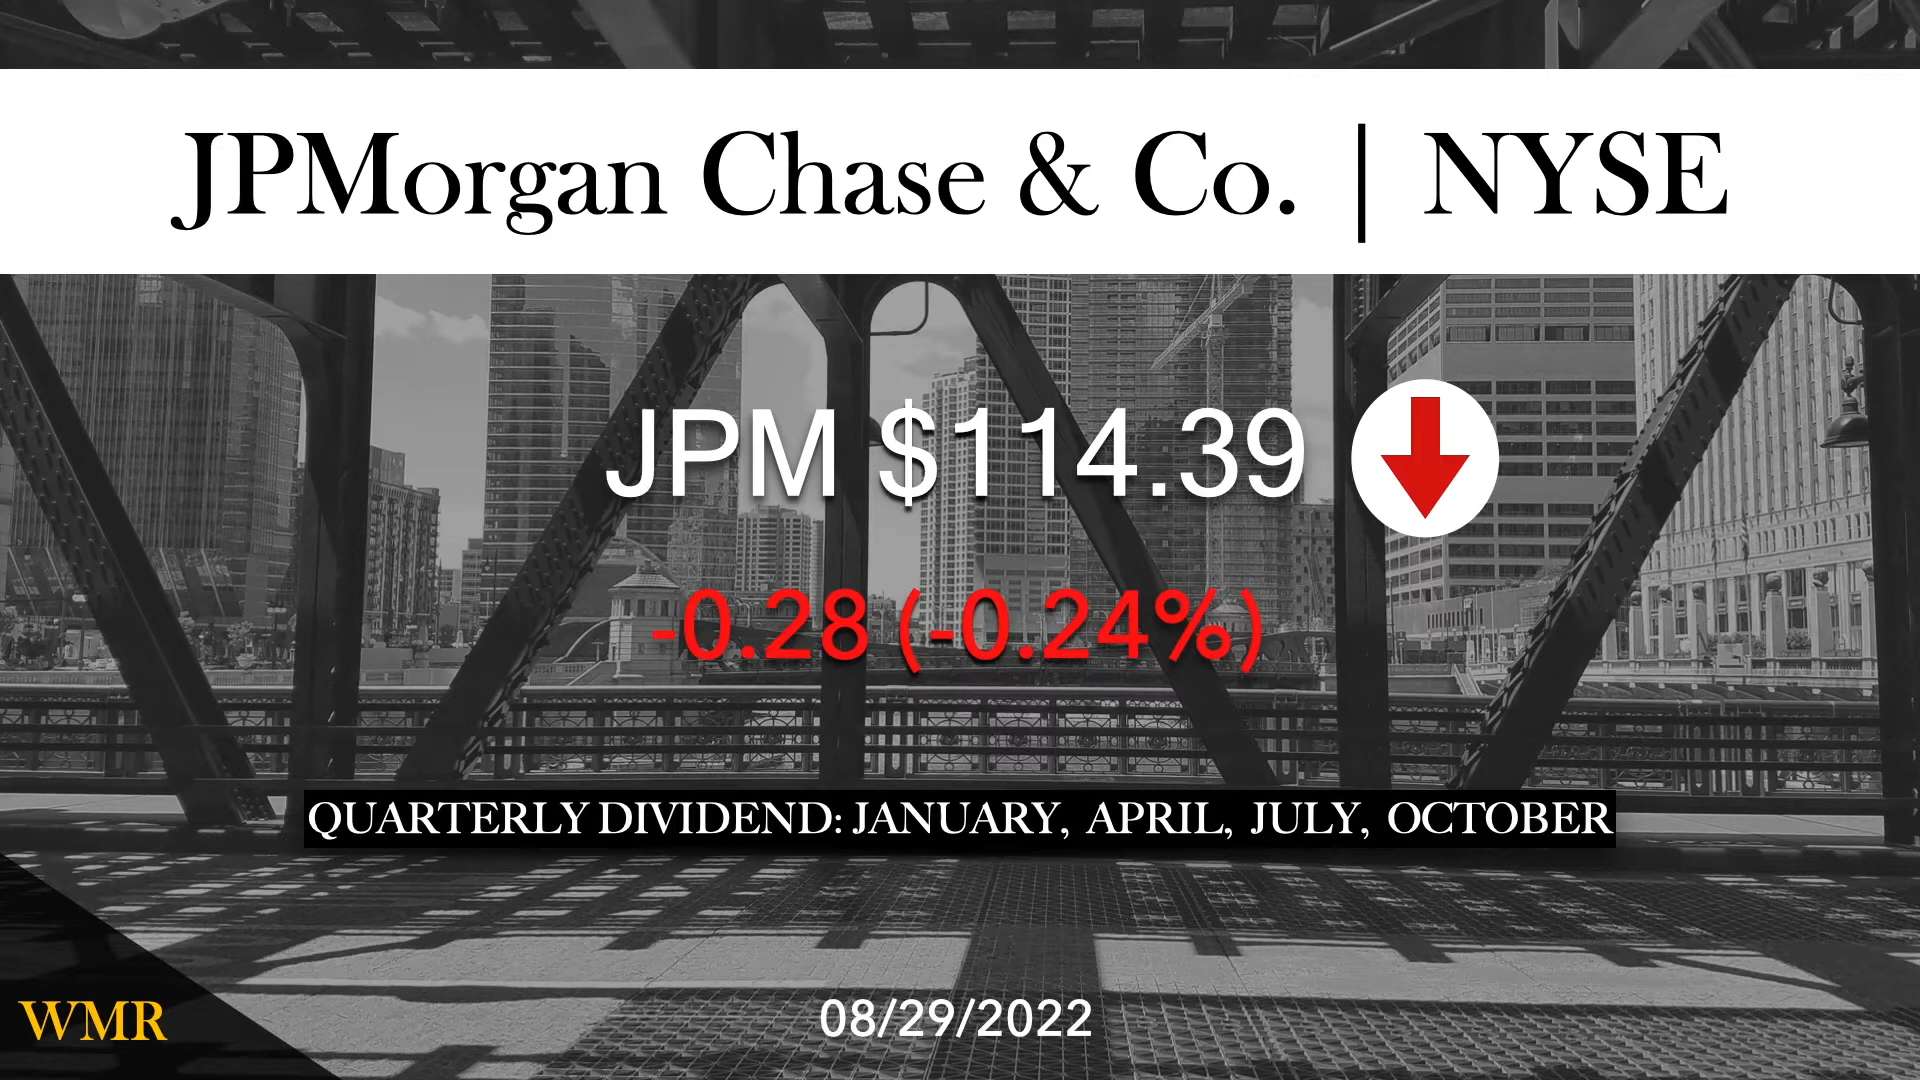 JPMorgan Chase & Co. | NYSE
JPM $114.39
-0.28 (-0.24%)
QUARTERLY DIVIDEND: JANUARY, APRIL, JULY, OCTOBER
WMR
08/29/2022